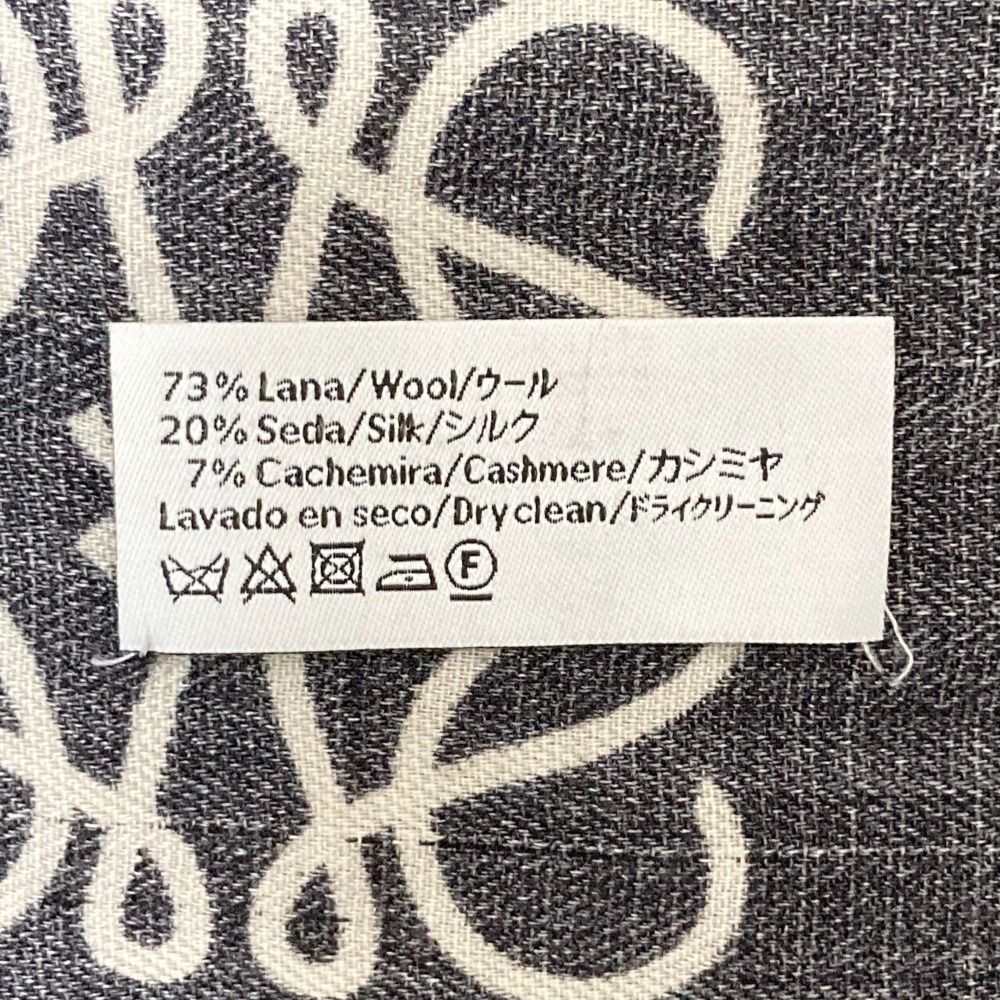 73% Lana/Wool/ウール
20% Seda/Silk/シルク
7% Cachemira/Cashmere/カシミヤ
Lavado en seco/Dry clean/ドライクリーニング
F